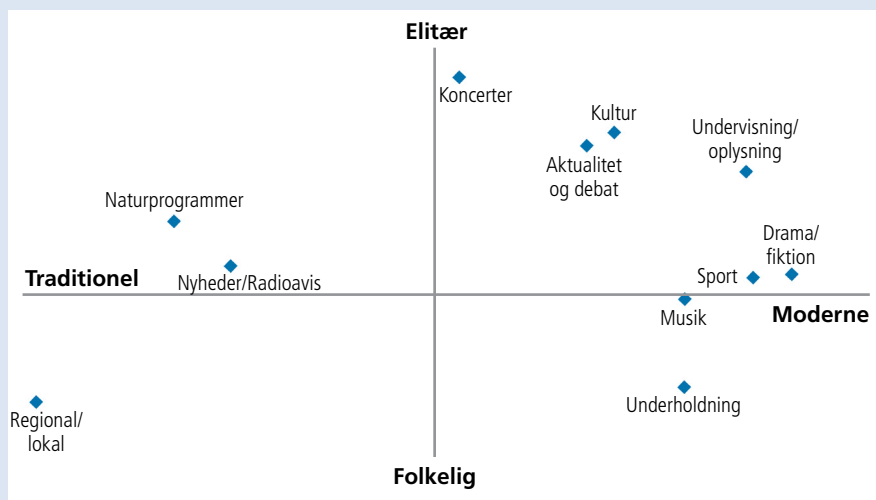 Elitær
Koncerter
Kultur
Undervisning/
oplysning
Aktualitet
og debat
Naturprogrammer
Drama/
fiktion
Traditionel
Nyheder/Radioavis
Sport
Musik
Moderne
Regional/
lokal
Underholdning
Folkelig